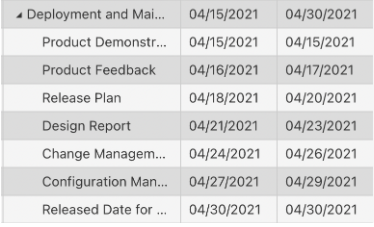 Deployment and Mai... 04/15/2021 04/30/2021
Product Demonstr... 04/15/2021 04/15/2021
Product Feedback 04/16/2021 04/17/2021
Release Plan 04/18/2021 04/20/2021
Design Report 04/21/2021 04/23/2021
Change Managem... 04/24/2021 04/26/2021
Configuration Man... 04/27/2021 04/29/2021
Released Date for ... 04/30/2021 04/30/2021